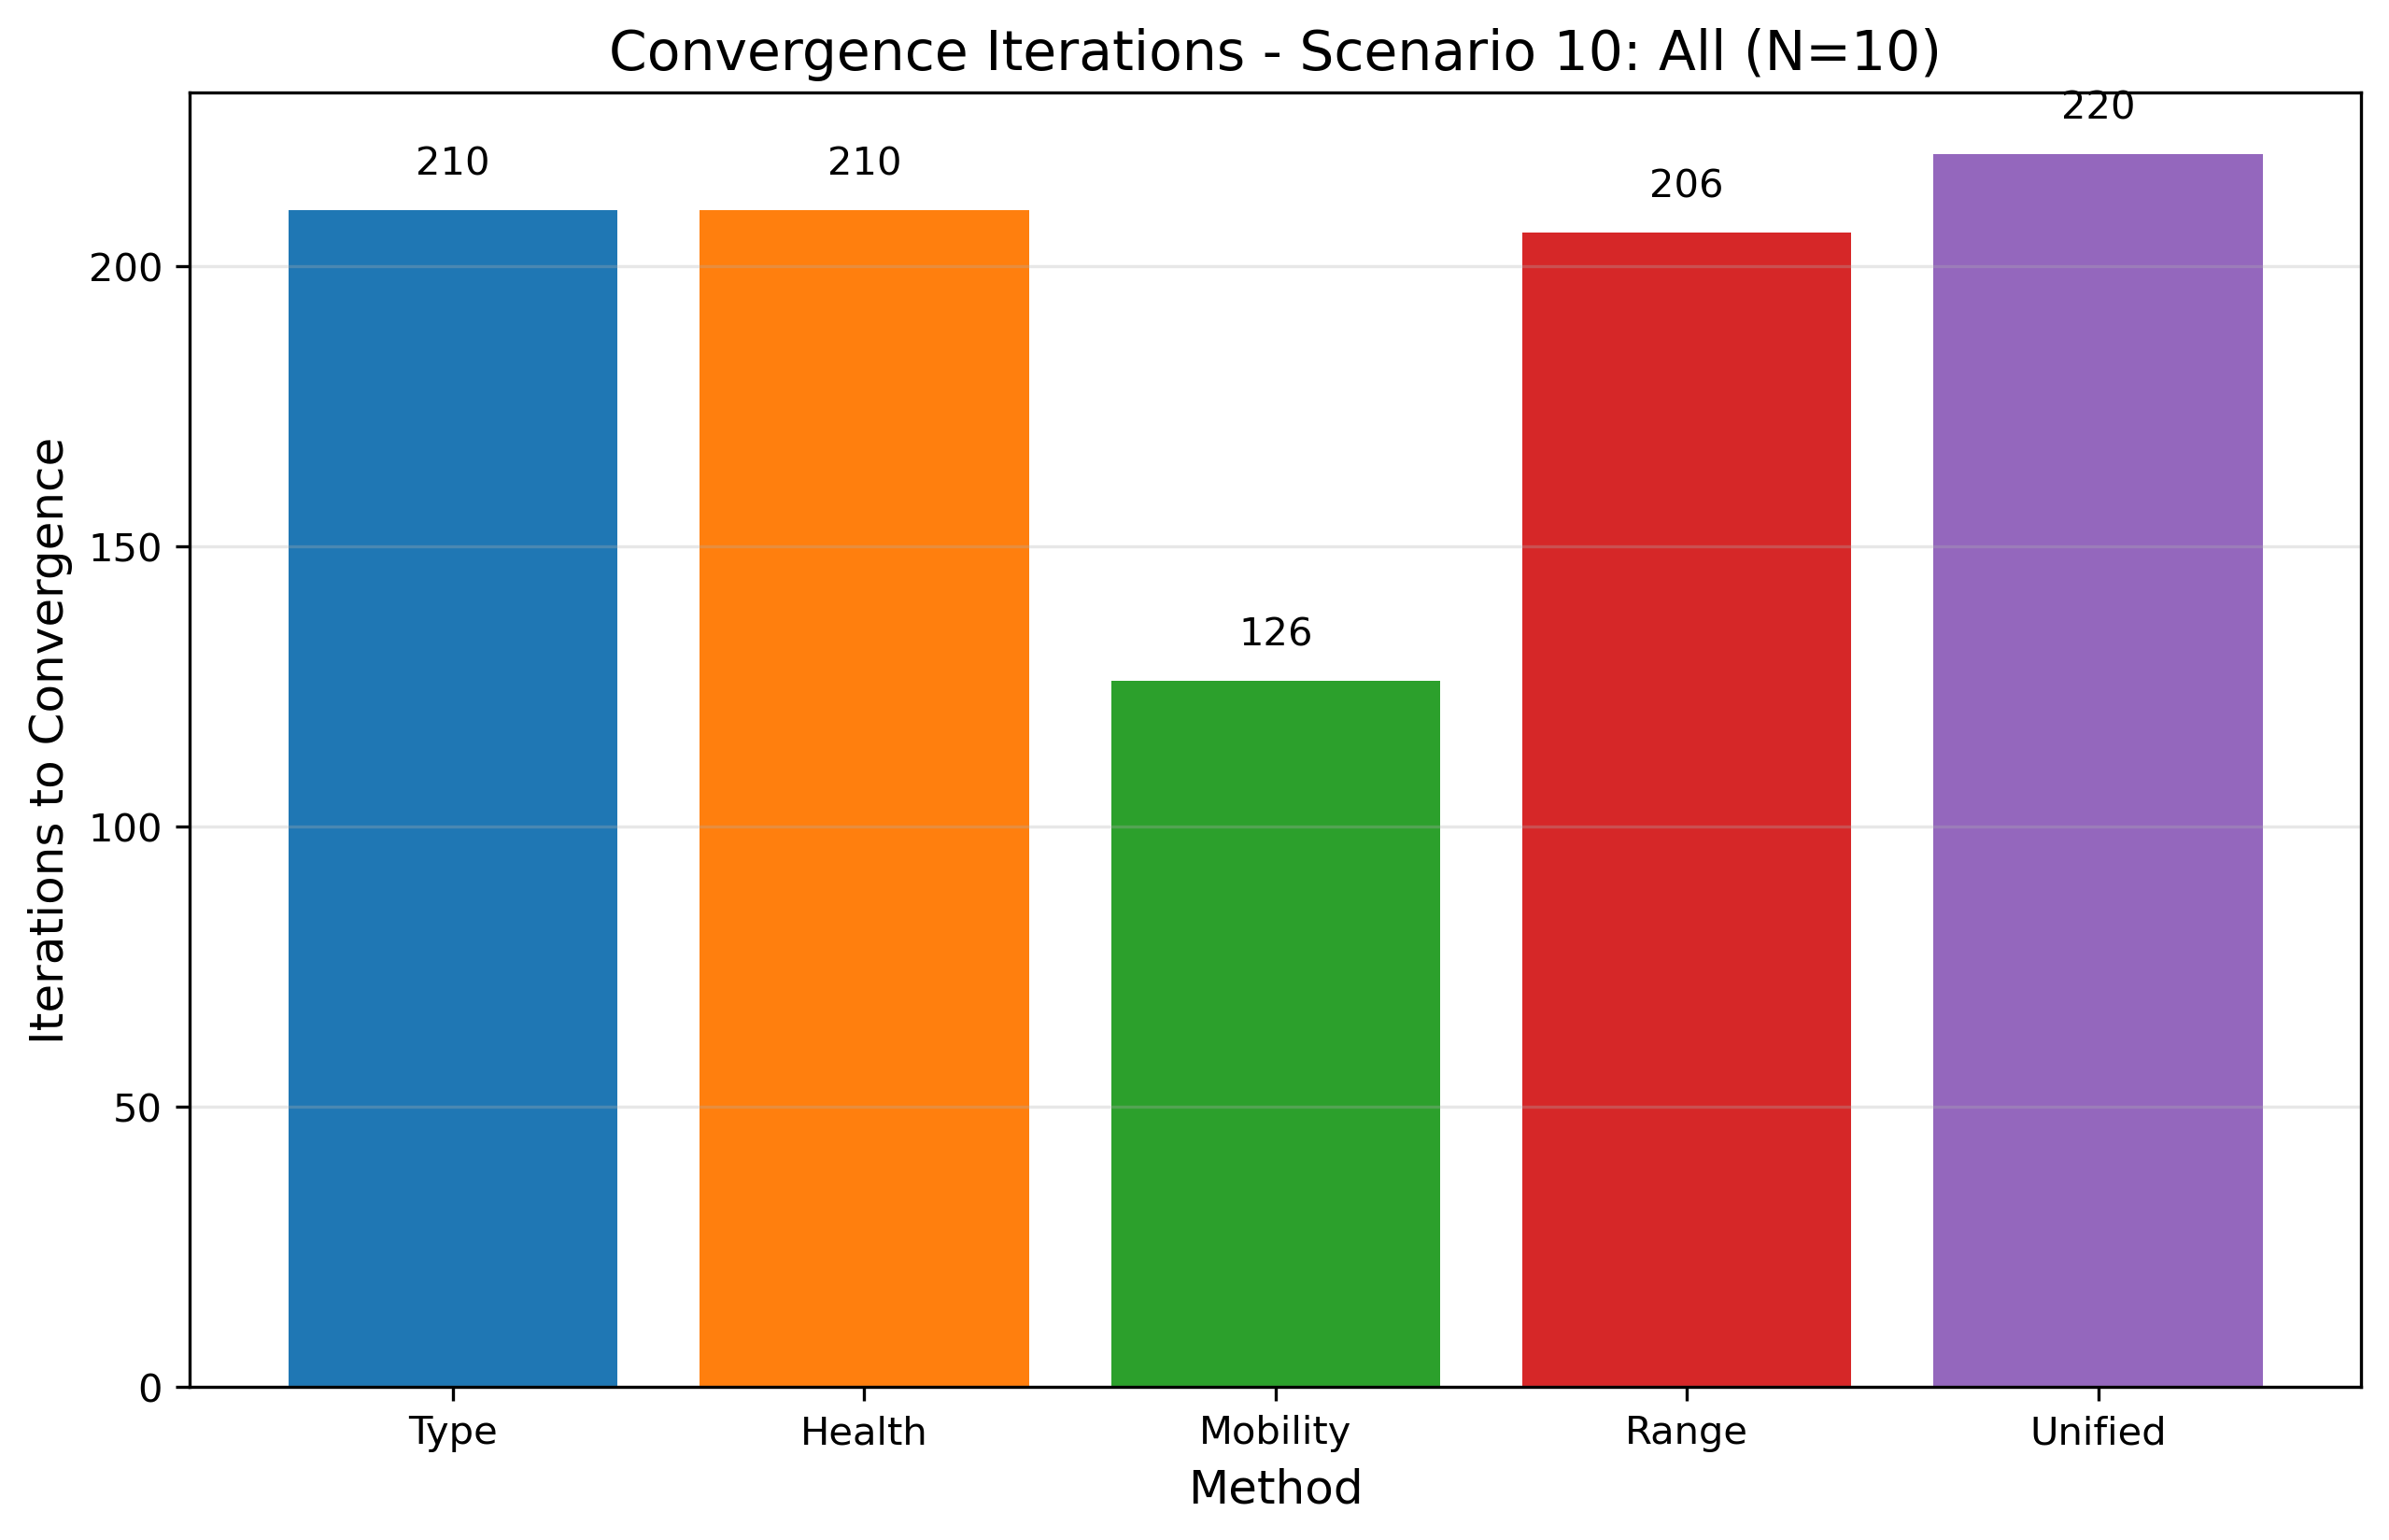 Convergence Iterations - Scenario 10: All (N=10)
220
210
210
206
200
Iterations to Convergence
150
126
100
50
0
Type
Health
Mobility
Range
Unified
Method